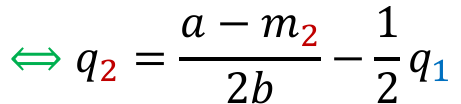 ⟺ q₂ = (a − m₂)/(2b) − (1/2) q₁